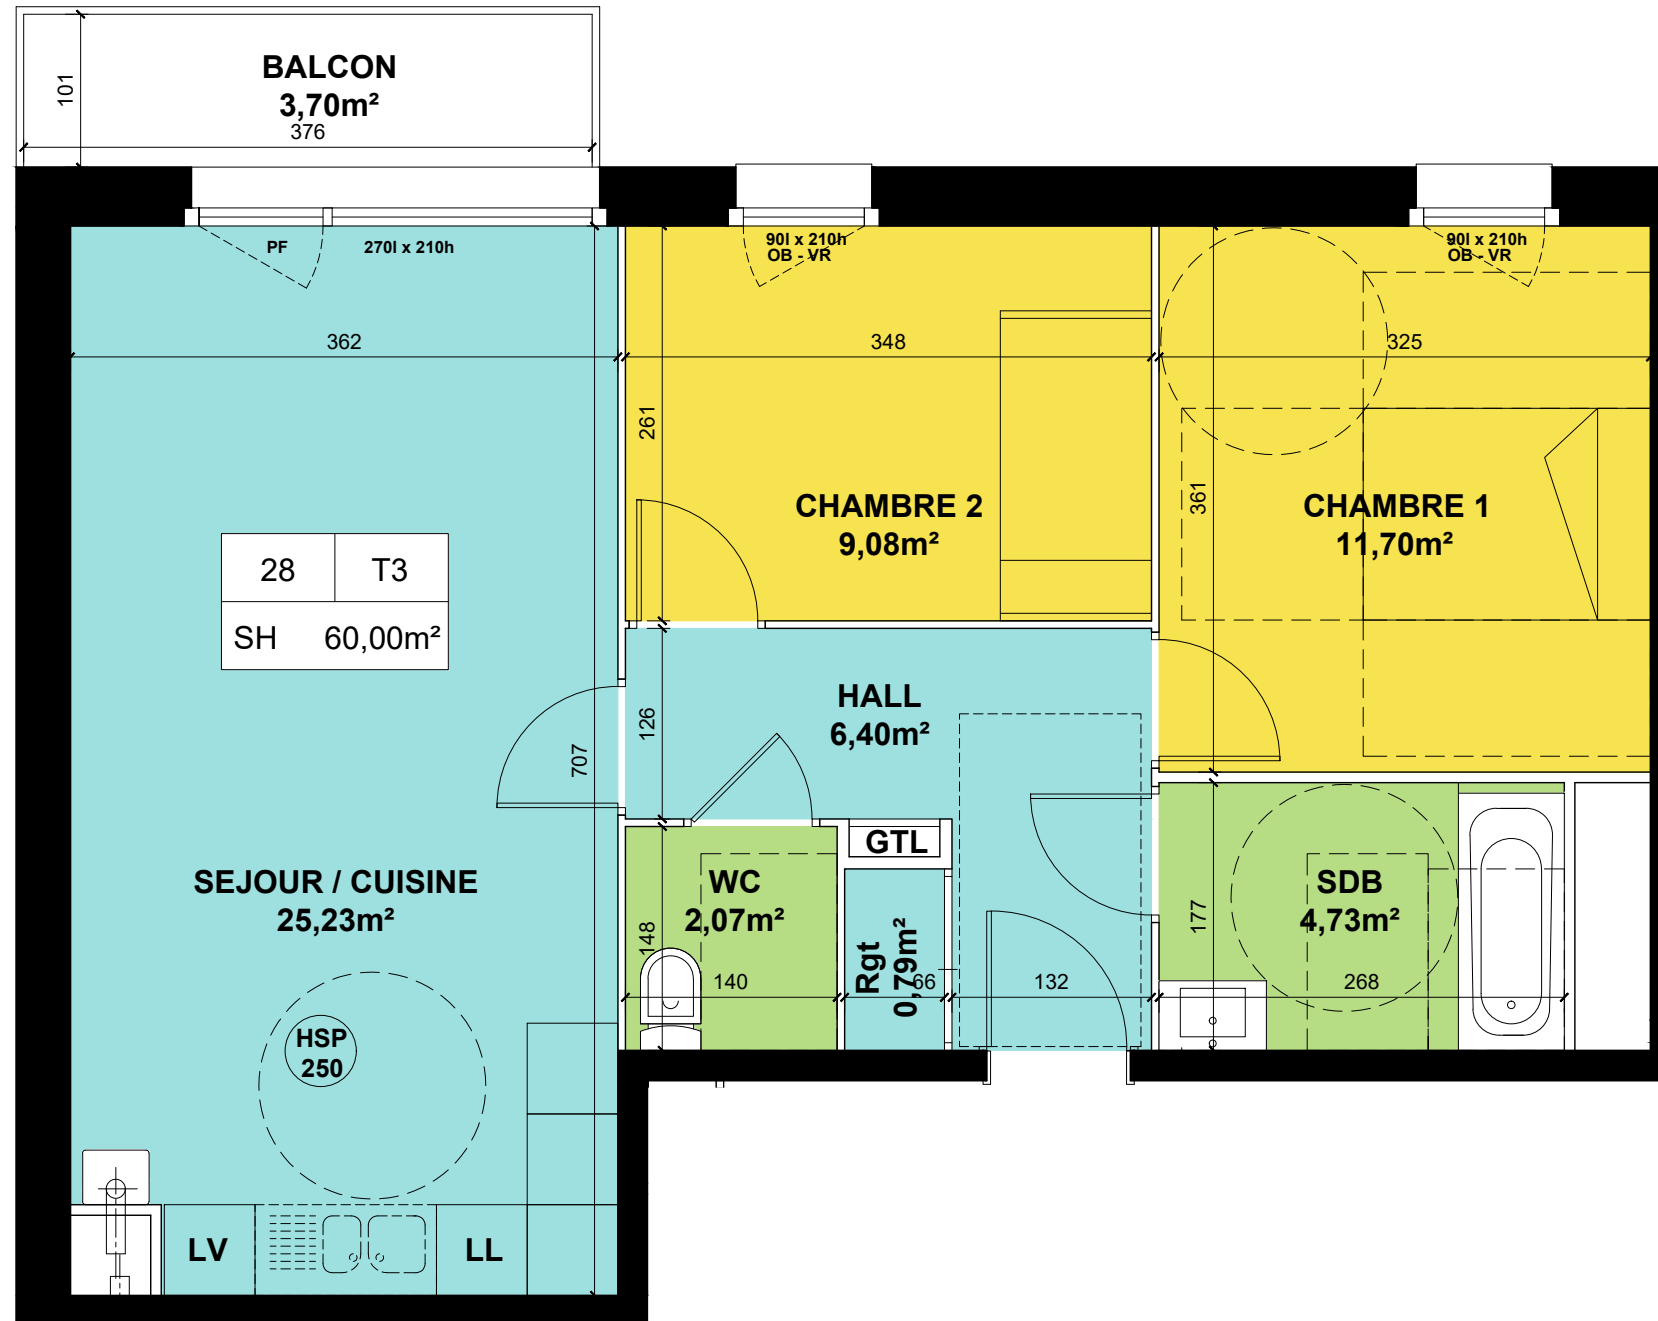 BALCON
3,70m²
101
376
PF
270l x 210h
90l x 210h
OB - VR
90l x 210h
OB - VR
362
348
325
261
361
CHAMBRE 2
9,08m²
CHAMBRE 1
11,70m²
28
T3
SH
60,00m²
HALL
6,40m²
126
707
GTL
SEJOUR / CUISINE
25,23m²
WC
2,07m²
148
140
Rgt
0,79m²
66
132
SDB
4,73m²
177
268
HSP
250
LV
LL